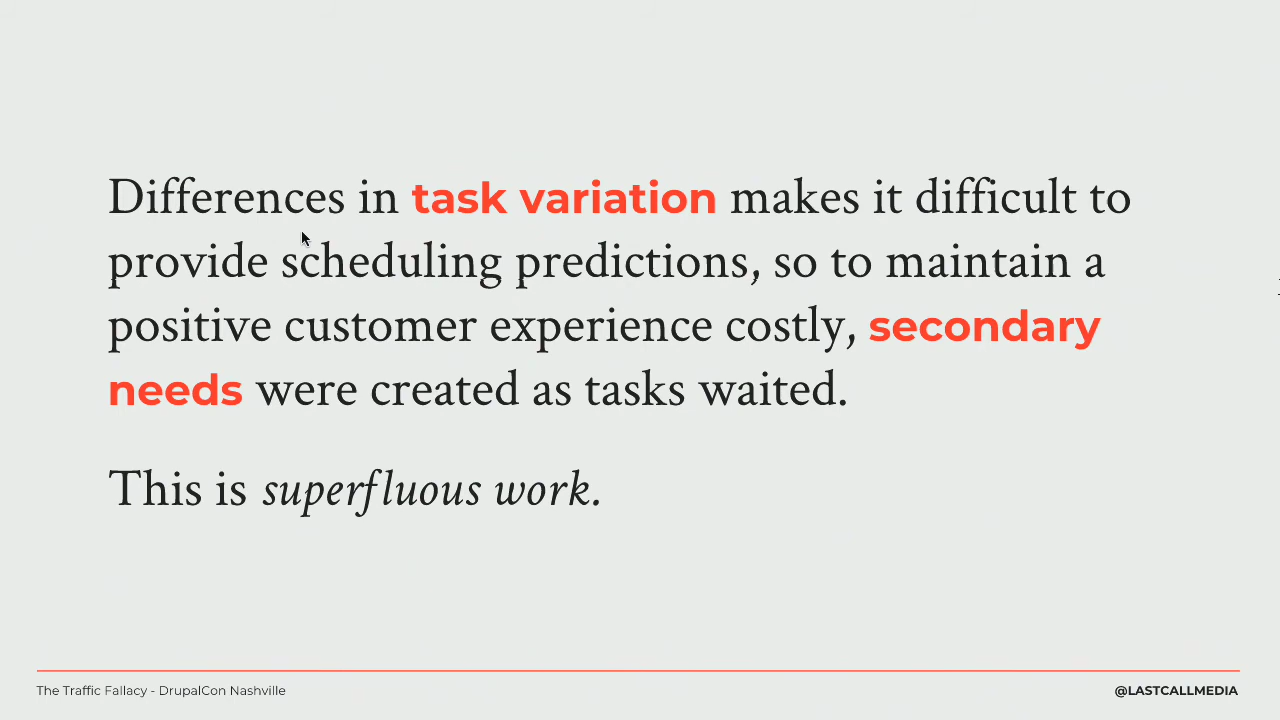 Differences in task variation makes it difficult to
provide scheduling predictions, so to maintain a
positive customer experience costly, secondary
needs were created as tasks waited.
This is superfluous work.
The Traffic Fallacy - DrupalCon Nashville
@LASTCALLMEDIA